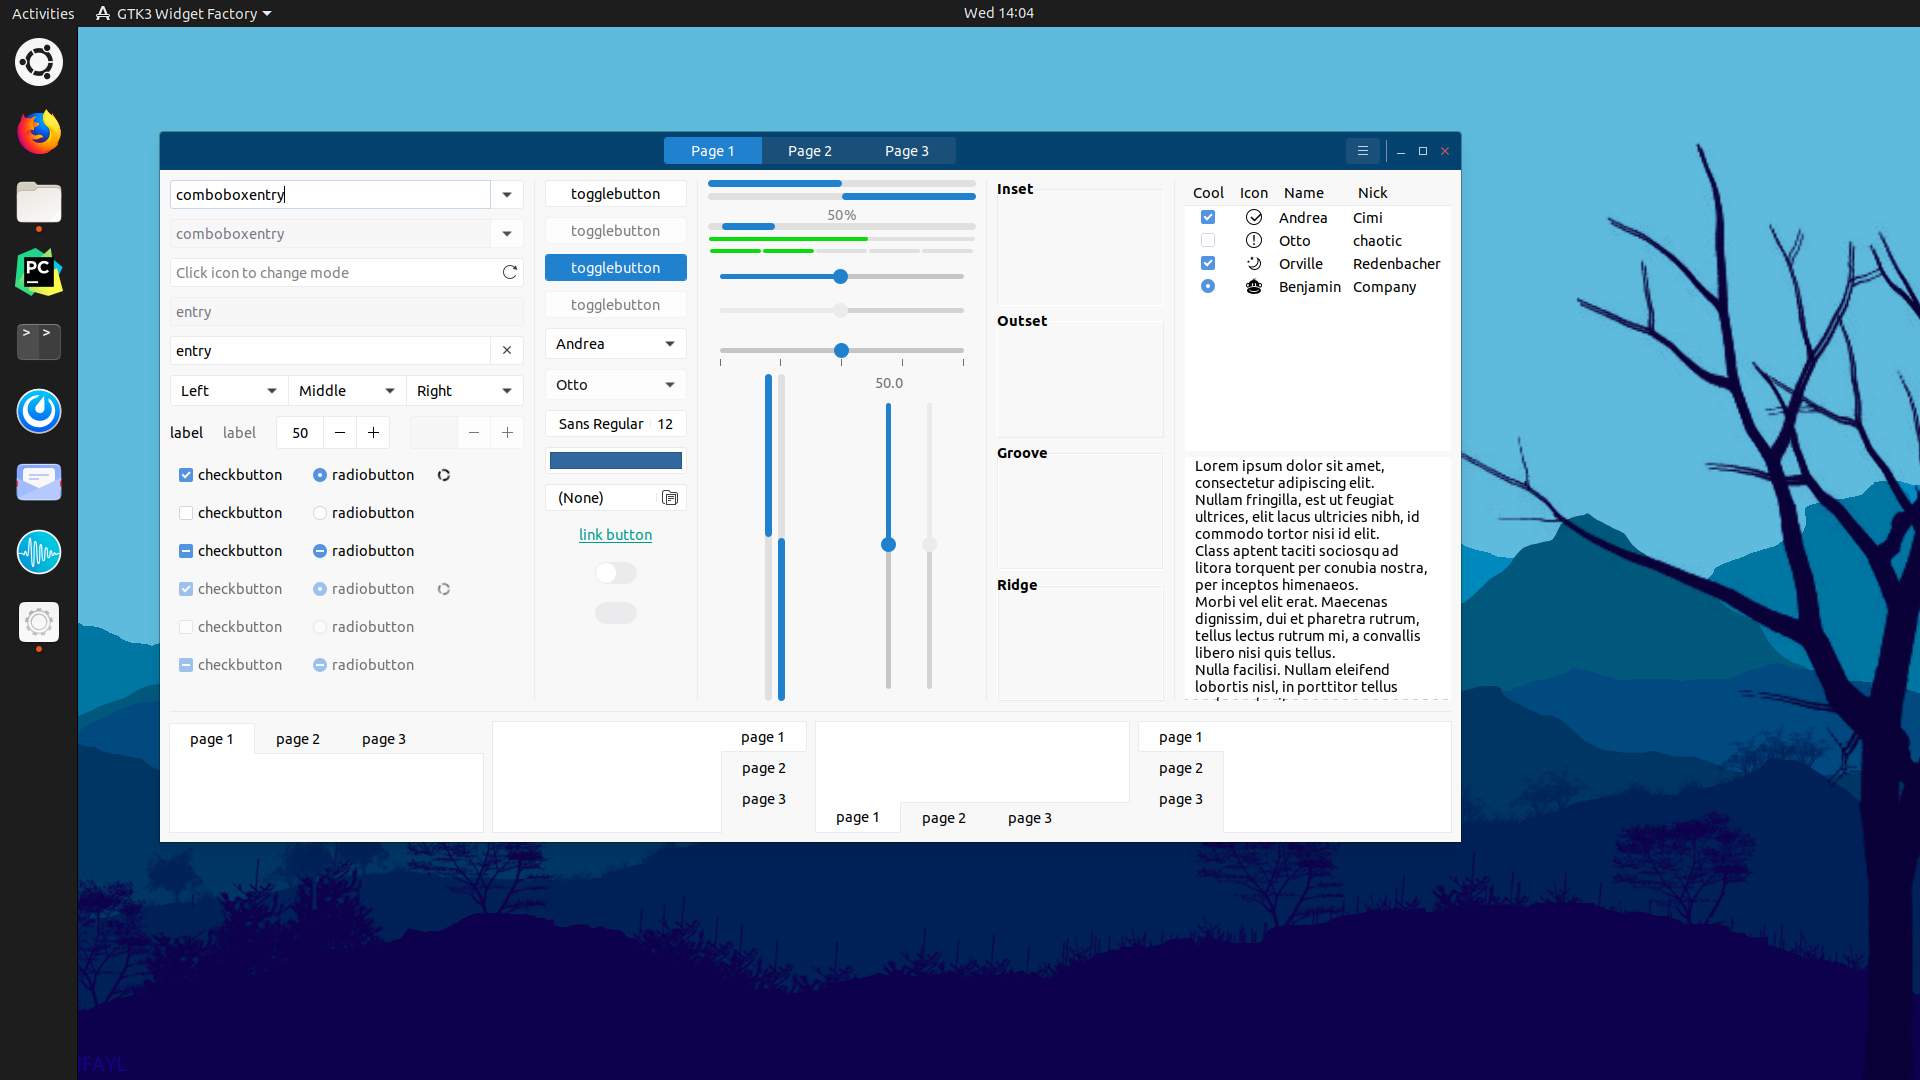 Activities GTK3 Widget Factory Wed 14:04
Page 1 Page 2 Page 3
comboboxentry
comboboxentry
Click icon to change mode
entry
entry
Left Middle Right
label label 50
checkbutton radiobutton
checkbutton radiobutton
checkbutton radiobutton
checkbutton radiobutton
checkbutton radiobutton
checkbutton radiobutton
togglebutton
togglebutton
togglebutton
togglebutton
Andrea
Otto
Sans Regular 12
(None)
link button
50%
50.0
Inset
Outset
Groove
Ridge
Cool Icon Name Nick
Andrea Cimi
Otto chaotic
Orville Redenbacher
Benjamin Company
Lorem ipsum dolor sit amet,
consectetur adipiscing elit.
Nullam fringilla, est ut feugiat
ultrices, elit lacus ultricies nibh, id
commodo tortor nisi id elit.
Class aptent taciti sociosqu ad
litora torquent per conubia nostra,
per inceptos himenaeos.
Morbi vel elit erat. Maecenas
dignissim, dui et pharetra rutrum,
tellus lectus rutrum mi, a convallis
libero nisi quis tellus.
Nulla facilisi. Nullam eleifend
lobortis nisl, in porttitor tellus
page 1 page 2 page 3
page 1
page 2
page 3
page 1 page 2 page 3
page 1
page 2
page 3
PC